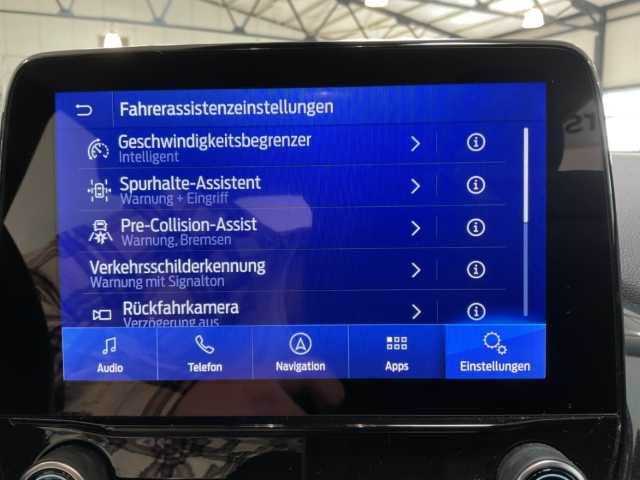 Fahrerassistenzeinstellungen
Geschwindigkeitsbegrenzer
Intelligent
Spurhalte-Assistent
Warnung + Eingriff
Pre-Collision-Assist
Warnung, Bremsen
Verkehrsschilderkennung
Warnung mit Signalton
Rückfahrkamera
Verzögerung aus
Audio
Telefon
Navigation
Apps
Einstellungen